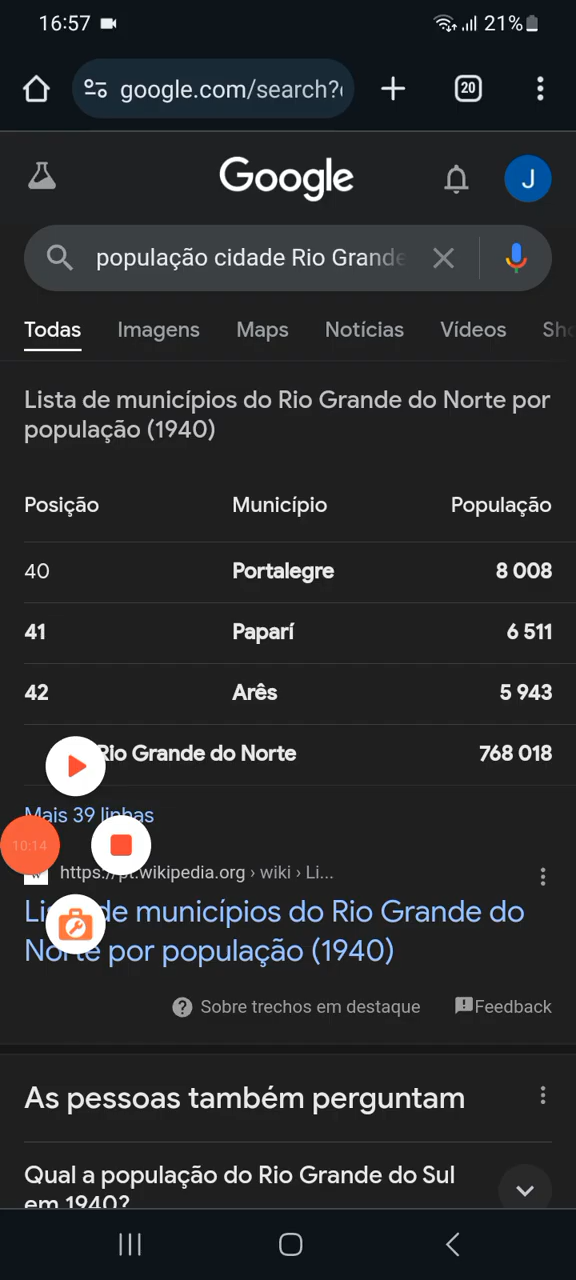 16:57
21%
google.com/search?
20
Google
J
população cidade Rio Grande
Todas Imagens Maps Notícias Vídeos Sho
Lista de municípios do Rio Grande do Norte por
população (1940)
Posição Município População
40 Portalegre 8 008
41 Paparí 6 511
42 Arês 5 943
Rio Grande do Norte 768 018
Mais 39 linhas
10:14
https://pt.wikipedia.org › wiki › Li...
Lista de municípios do Rio Grande do
Norte por população (1940)
Sobre trechos em destaque Feedback
As pessoas também perguntam
Qual a população do Rio Grande do Sul
em 1940?